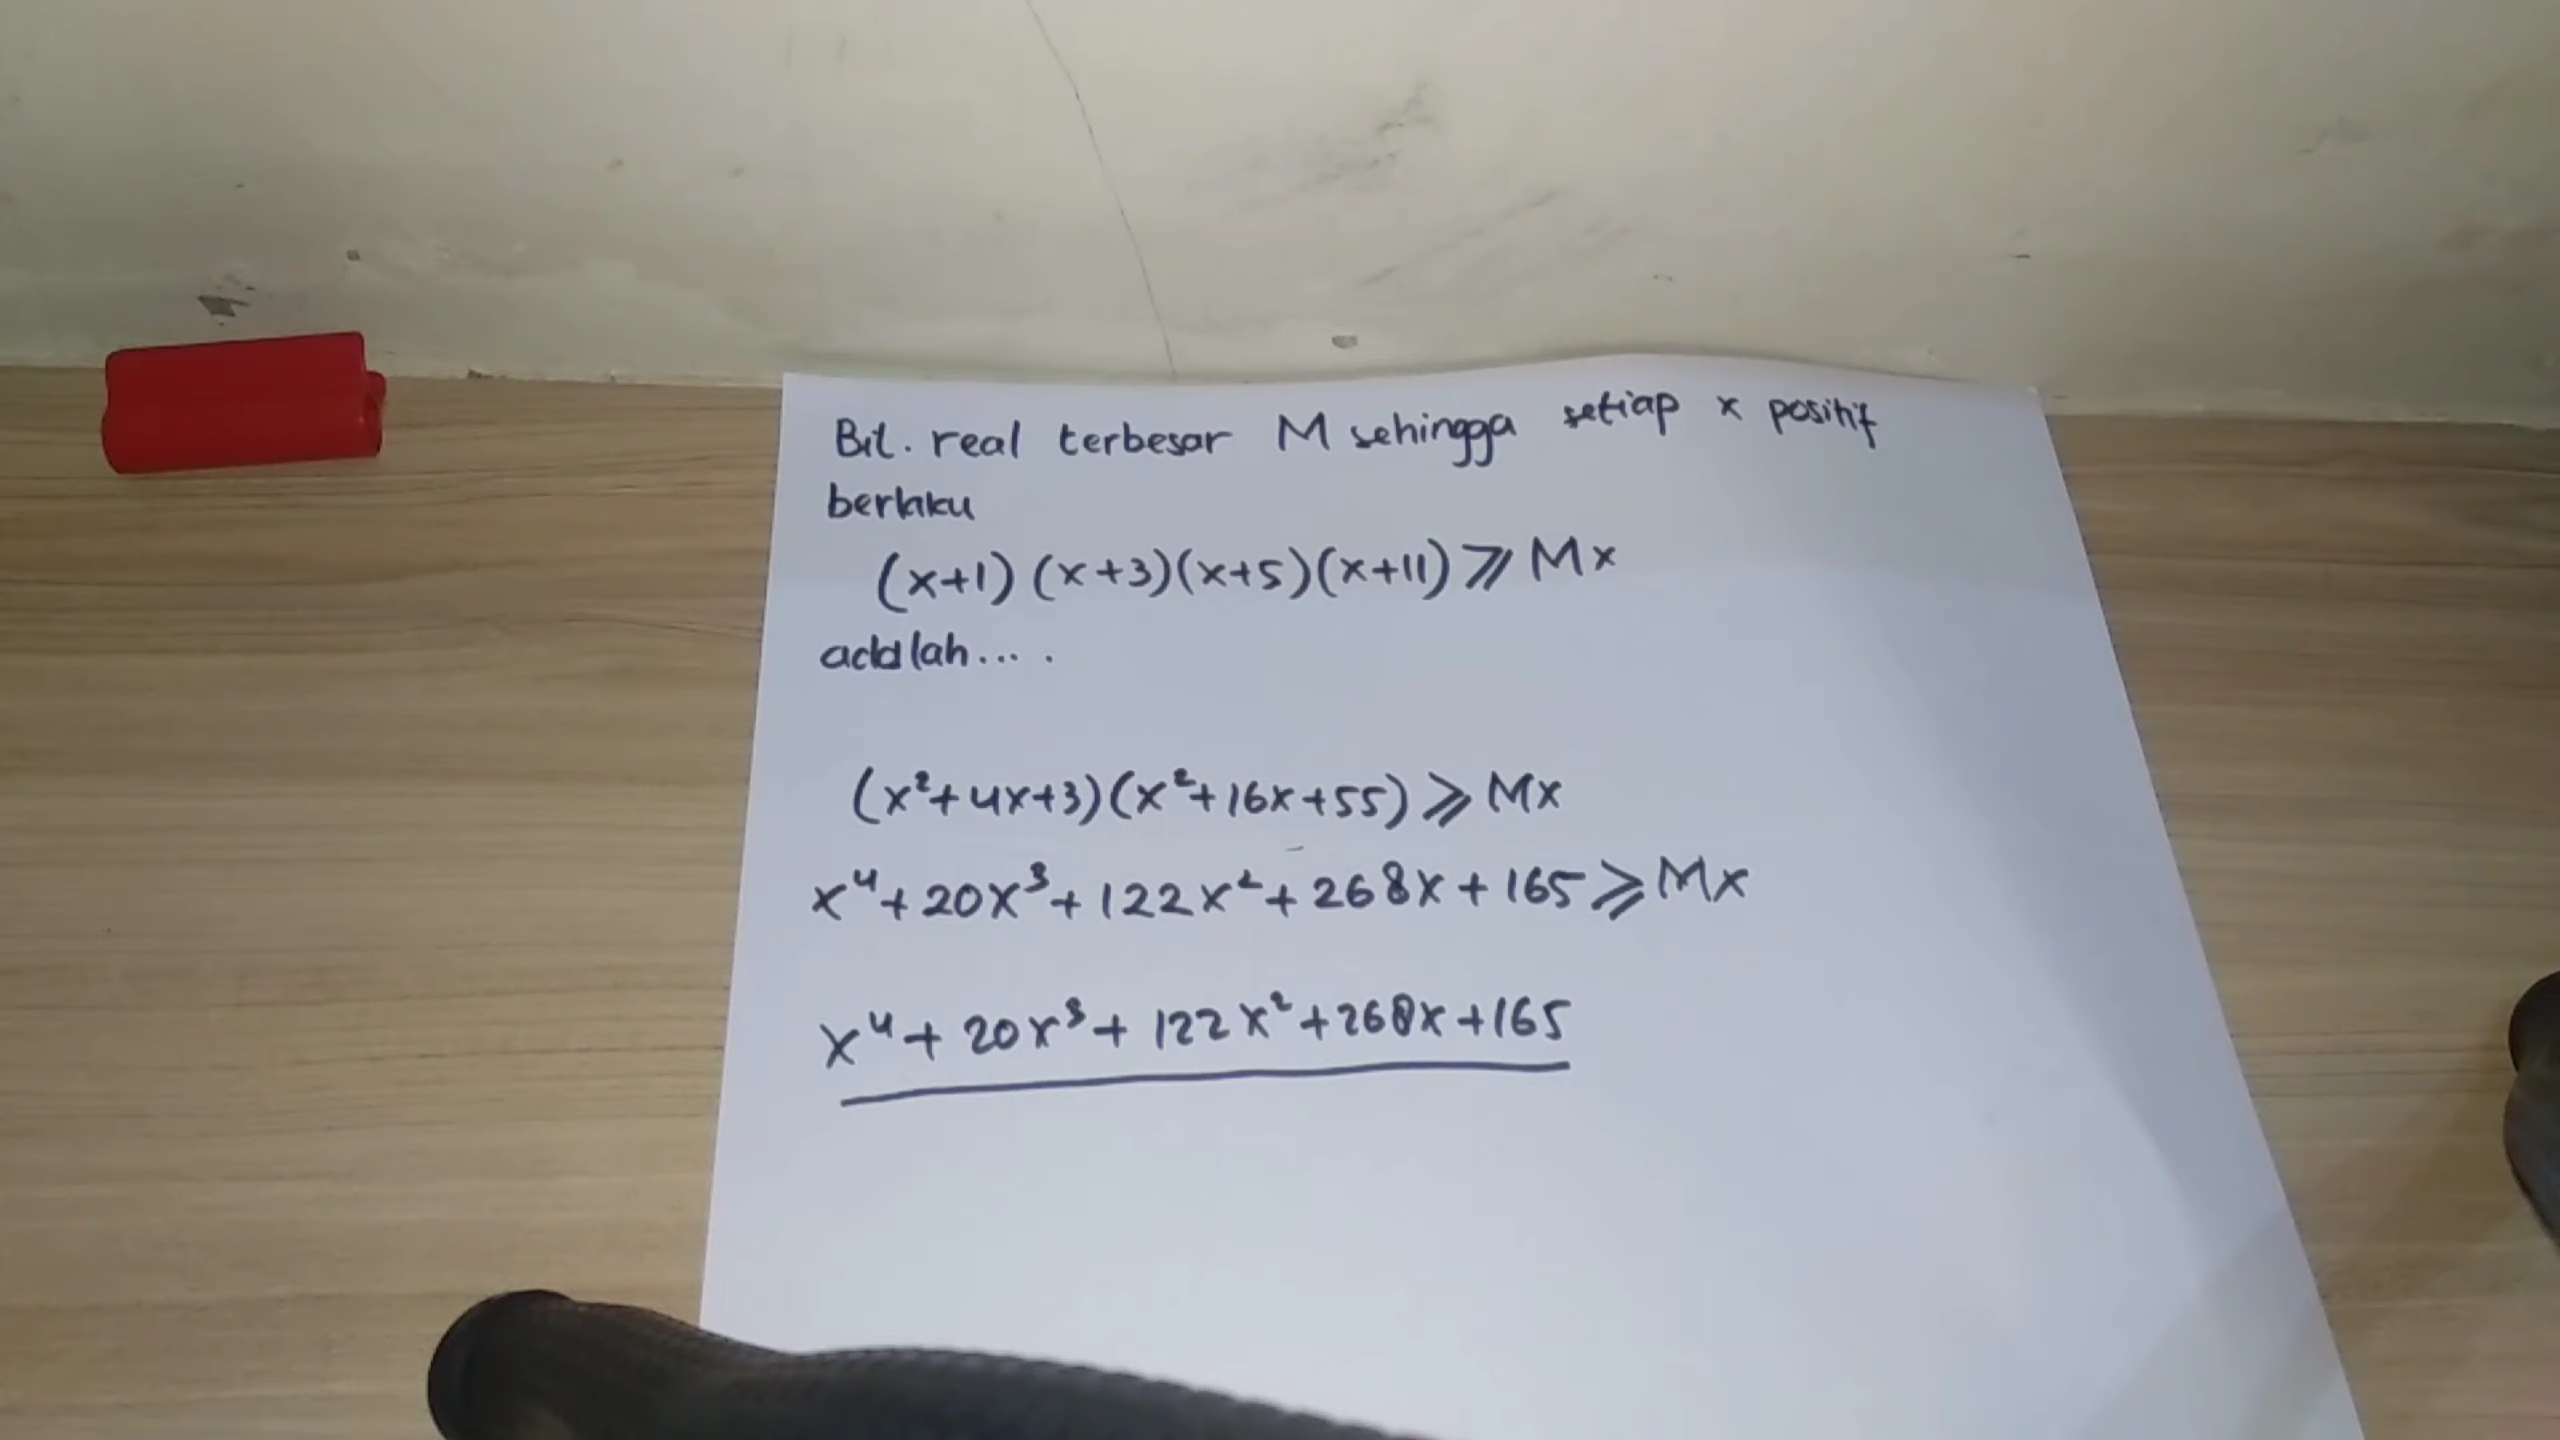 Bil. real terbesar M sehingga setiap x positif
berlaku
(x+1)(x+3)(x+5)(x+11) ⩾ Mx
adalah... .
(x²+4x+3)(x²+16x+55) ⩾ Mx
x⁴+20x³+122x²+268x+165 ⩾ Mx
x⁴+20x³+122x²+268x+165